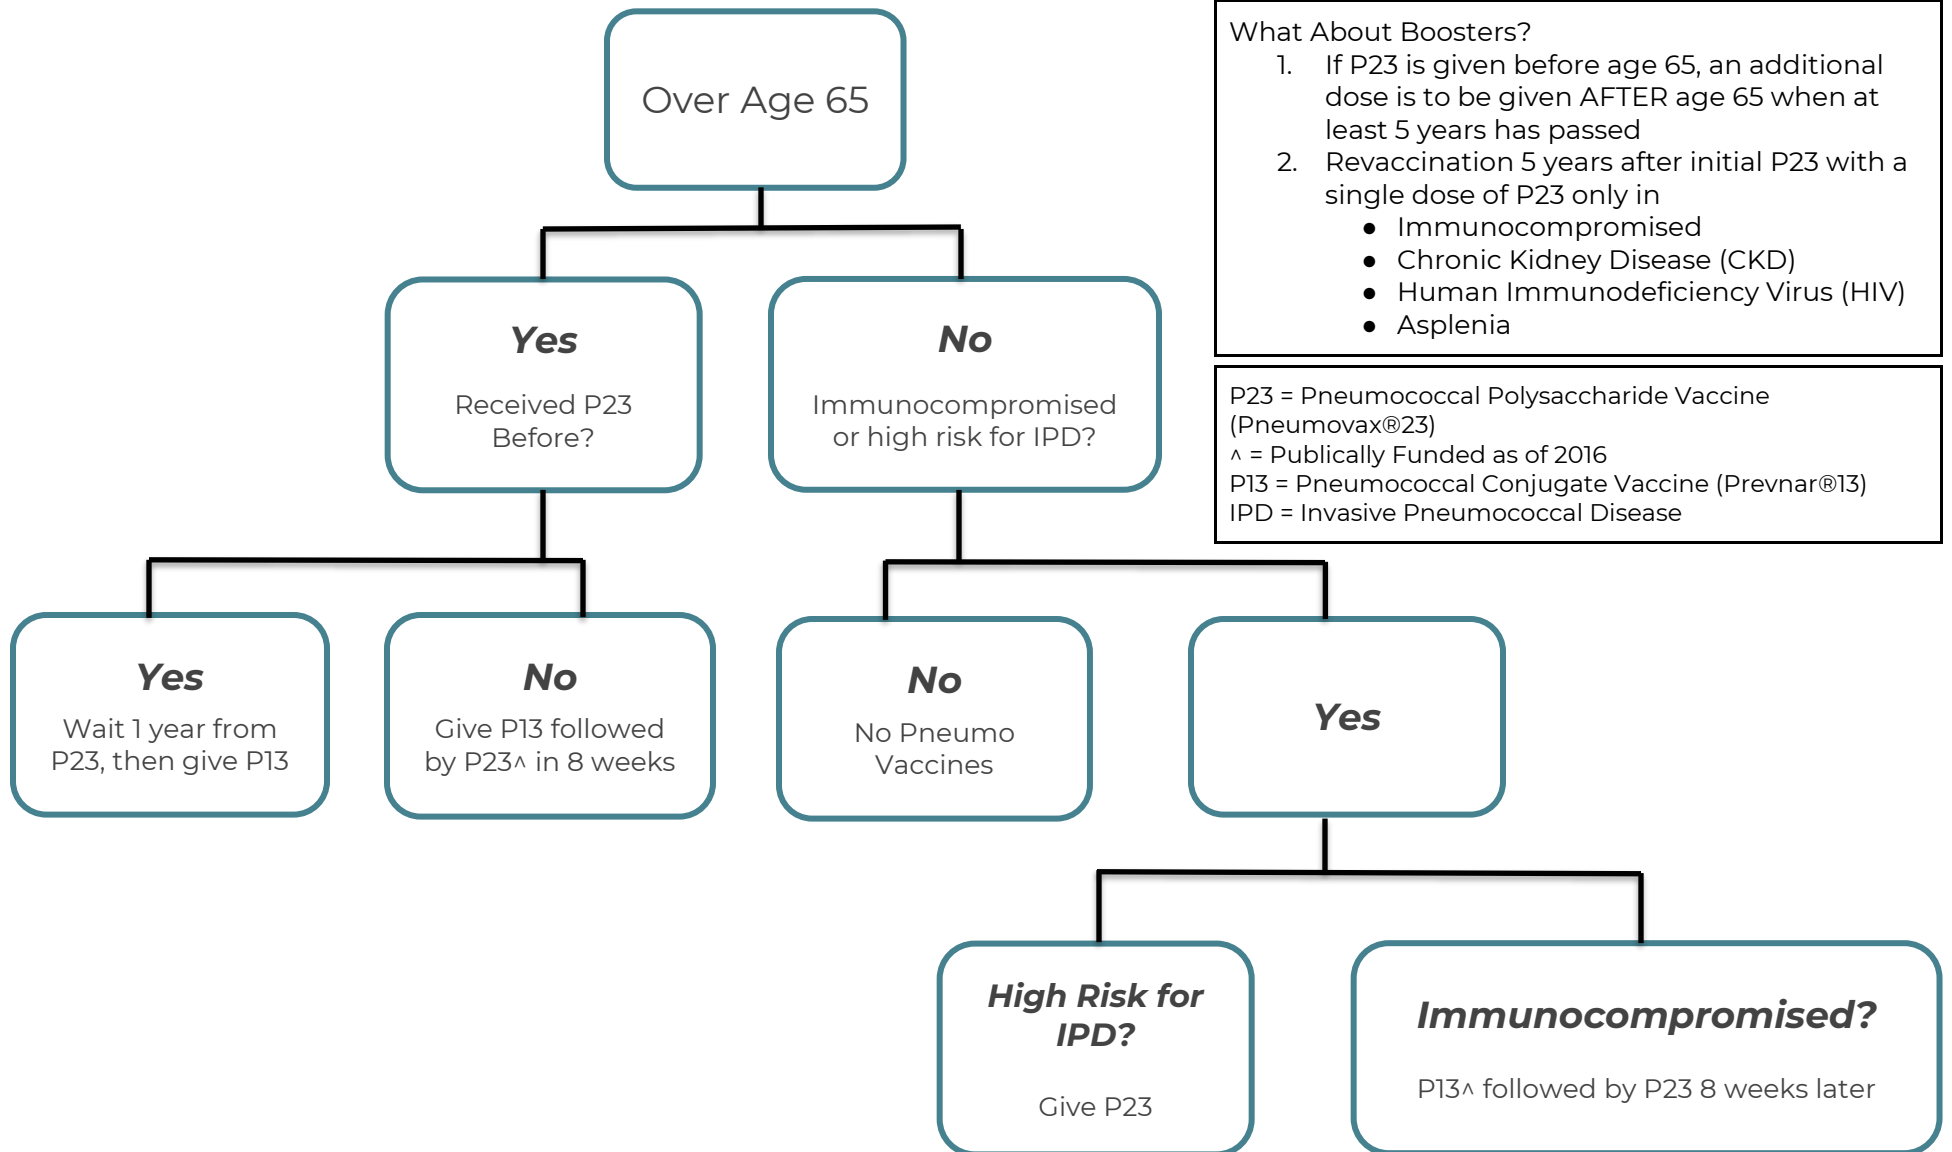 Over Age 65
What About Boosters?
1. If P23 is given before age 65, an additional
dose is to be given AFTER age 65 when at
least 5 years has passed
2. Revaccination 5 years after initial P23 with a
single dose of P23 only in
● Immunocompromised
● Chronic Kidney Disease (CKD)
● Human Immunodeficiency Virus (HIV)
● Asplenia
P23 = Pneumococcal Polysaccharide Vaccine
(Pneumovax®23)
^ = Publically Funded as of 2016
P13 = Pneumococcal Conjugate Vaccine (Prevnar®13)
IPD = Invasive Pneumococcal Disease
Yes
Received P23
Before?
No
Immunocompromised
or high risk for IPD?
Yes
Wait 1 year from
P23, then give P13
No
Give P13 followed
by P23^ in 8 weeks
No
No Pneumo
Vaccines
Yes
High Risk for
IPD?
Give P23
Immunocompromised?
P13^ followed by P23 8 weeks later